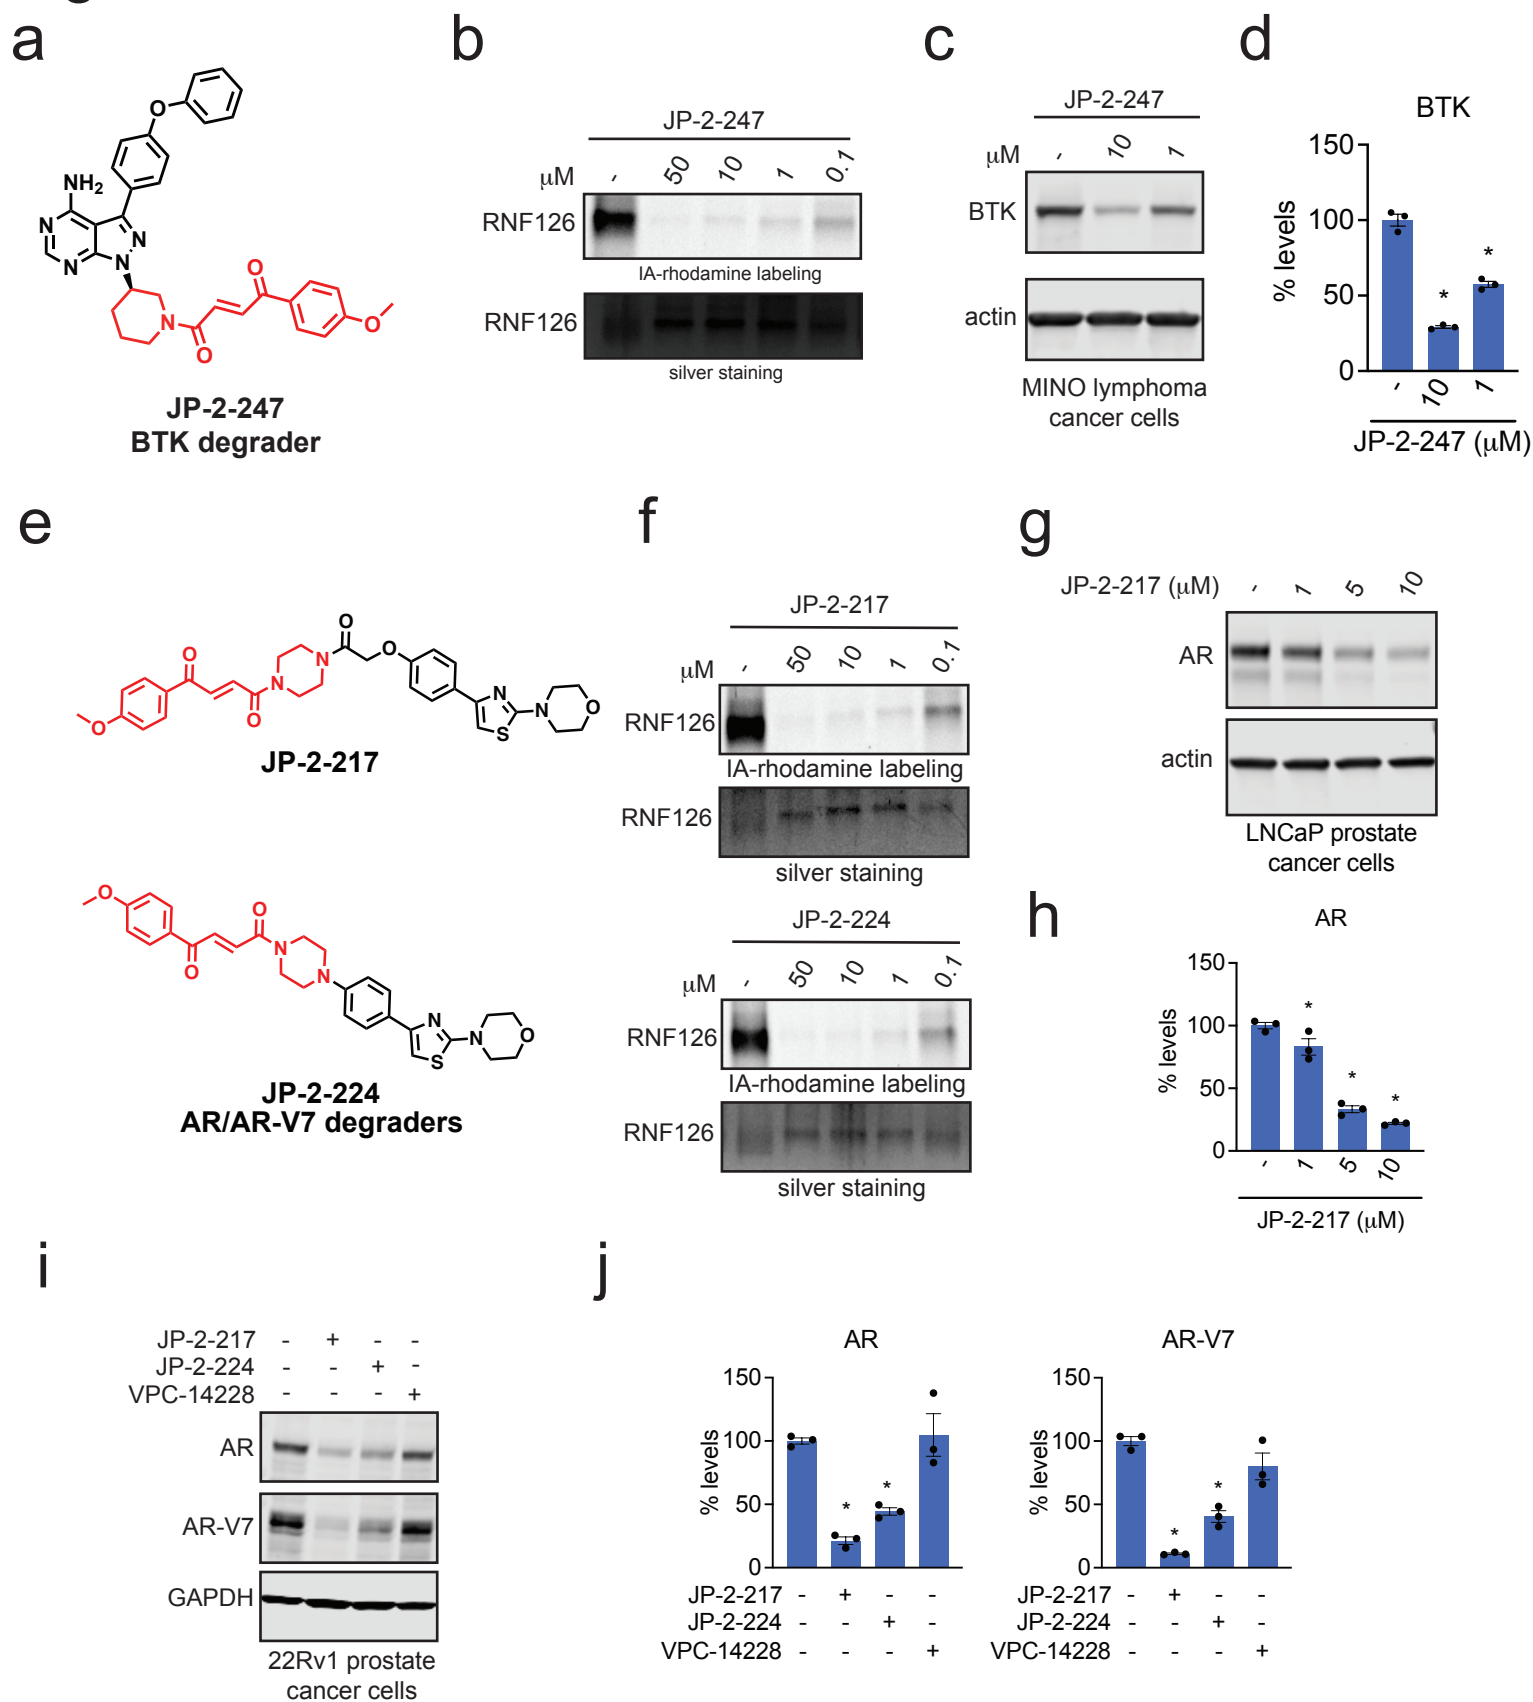 a
O
NH₂
N
N
N
N
N
O
N
O
O
JP-2-247
BTK degrader
b
JP-2-247
μM - 50 10 1 0.1
RNF126
IA-rhodamine labeling
RNF126
silver staining
c
JP-2-247
μM - 10 1
BTK
actin
MINO lymphoma
cancer cells
d
BTK
150
100
50
0
% levels
*
*
- 10 1
JP-2-247 (μM)
e
O
O
O
N
O
N
O
N
S
N
O
JP-2-217
O
O
O
N
N
N
S
N
O
JP-2-224
AR/AR-V7 degraders
f
JP-2-217
μM - 50 10 1 0.1
RNF126
IA-rhodamine labeling
RNF126
silver staining
JP-2-224
μM - 50 10 1 0.1
RNF126
IA-rhodamine labeling
RNF126
silver staining
g
JP-2-217 (μM) - 1 5 10
AR
actin
LNCaP prostate
cancer cells
h
AR
150
100
50
0
% levels
*
*
*
- 1 5 10
JP-2-217 (μM)
i
JP-2-217 - + - -
JP-2-224 - - + -
VPC-14228 - - - +
AR
AR-V7
GAPDH
22Rv1 prostate
cancer cells
j
AR
150
100
50
0
% levels
*
*
JP-2-217 - + - -
JP-2-224 - - + -
VPC-14228 - - - +
AR-V7
150
100
50
0
% levels
*
*
JP-2-217 - + - -
JP-2-224 - - + -
VPC-14228 - - - +